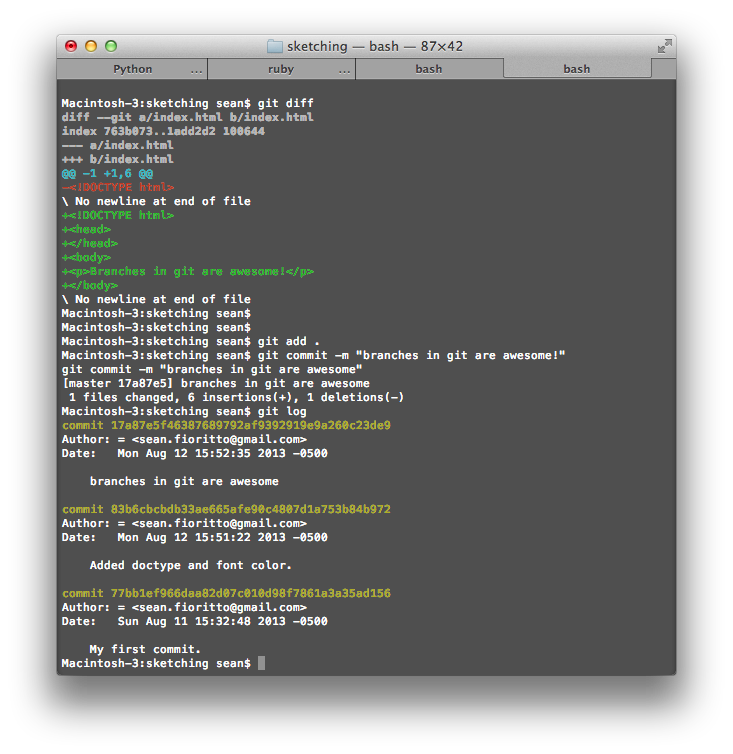 sketching — bash — 87×42
Python ... ruby ... bash bash
Macintosh-3:sketching sean$ git diff
diff --git a/index.html b/index.html
index 763b073..1add2d2 100644
--- a/index.html
+++ b/index.html
@@ -1 +1,6 @@
-<!DOCTYPE html>
\ No newline at end of file
+<!DOCTYPE html>
+<head>
+</head>
+<body>
+<p>Branches in git are awesome!</p>
+</body>
\ No newline at end of file
Macintosh-3:sketching sean$
Macintosh-3:sketching sean$
Macintosh-3:sketching sean$ git add .
Macintosh-3:sketching sean$ git commit -m "branches in git are awesome!"
git commit -m "branches in git are awesome"
[master 17a87e5] branches in git are awesome
 1 files changed, 6 insertions(+), 1 deletions(-)
Macintosh-3:sketching sean$ git log
commit 17a87e5f46387689792af9392919e9a260c23de9
Author: = <sean.fioritto@gmail.com>
Date:   Mon Aug 12 15:52:35 2013 -0500

    branches in git are awesome

commit 83b6cbcbdb33ae665afe90c4807d1a753b84b972
Author: = <sean.fioritto@gmail.com>
Date:   Mon Aug 12 15:51:22 2013 -0500

    Added doctype and font color.

commit 77bb1ef966daa82d07c010d98f7861a3a35ad156
Author: = <sean.fioritto@gmail.com>
Date:   Sun Aug 11 15:32:48 2013 -0500

    My first commit.
Macintosh-3:sketching sean$